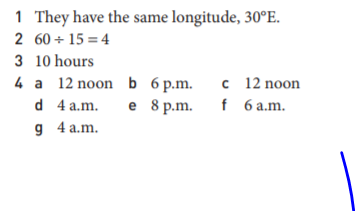 1 They have the same longitude, 30°E.
2 60 ÷ 15 = 4
3 10 hours
4 a 12 noon b 6 p.m. c 12 noon
d 4 a.m. e 8 p.m. f 6 a.m.
g 4 a.m.